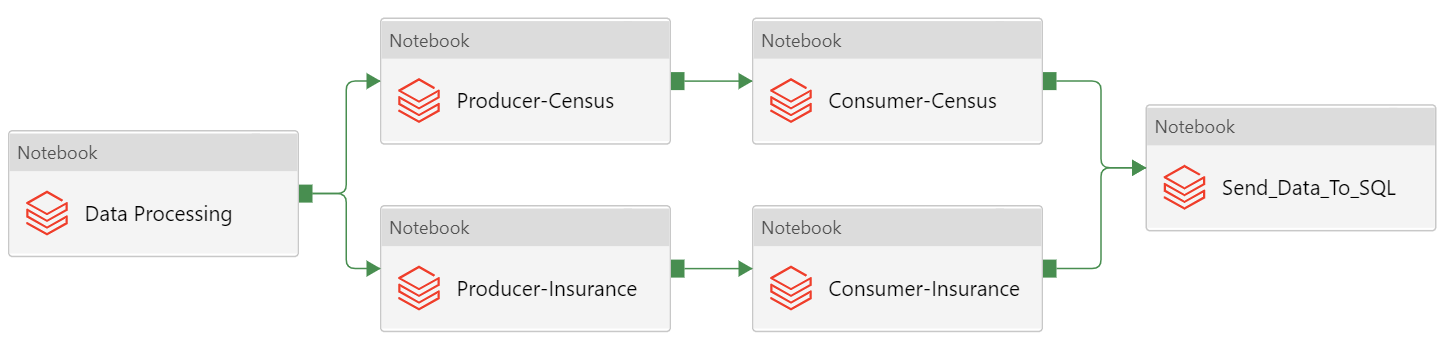 Notebook
Producer-Census
Notebook
Consumer-Census
Notebook
Data Processing
Notebook
Send_Data_To_SQL
Notebook
Producer-Insurance
Notebook
Consumer-Insurance